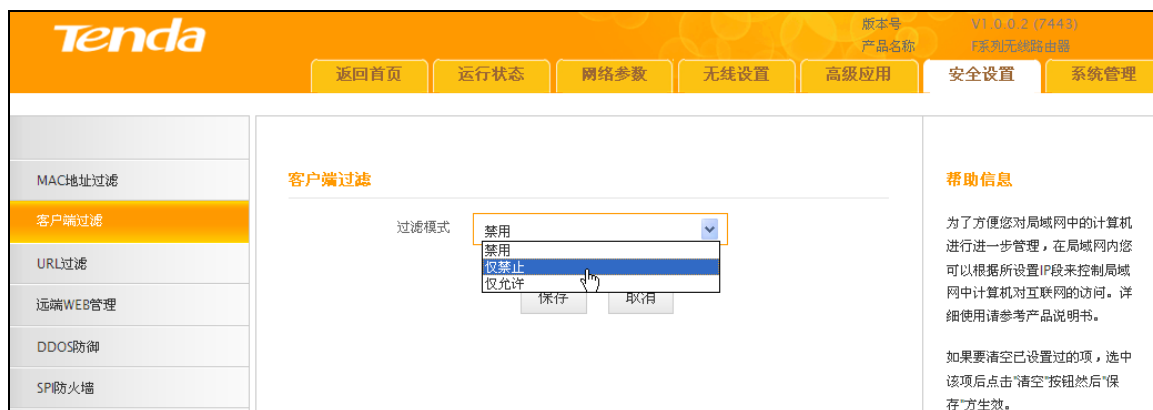 Tenda
版本号 V1.0.0.2 (7443)
产品名称 F系列无线路由器
返回首页 运行状态 网络参数 无线设置 高级应用 安全设置 系统管理
MAC地址过滤
客户端过滤
URL过滤
远端WEB管理
DDOS防御
SPI防火墙
客户端过滤
过滤模式 禁用
禁用
仅禁止
仅允许
保存 取消
帮助信息
为了方便您对局域网中的计算机
进行进一步管理，在局域网内您
可以根据所设置IP段来控制局域
网中计算机对互联网的访问。详
细使用请参考产品说明书。
如果要清空已设置过的项，选中
该项后点击"清空"按钮然后"保
存"方生效。